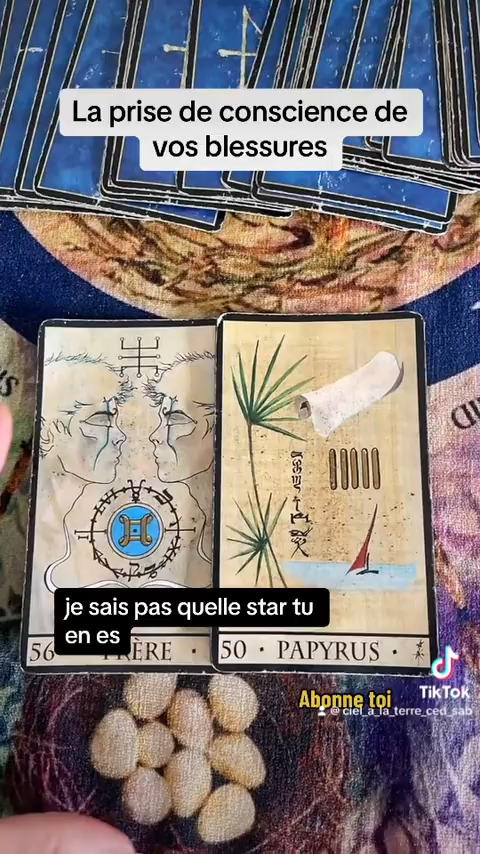 La prise de conscience de
vos blessures
je sais pas quelle star tu
en es
56
50 · PAPYRUS ·
Abonne toi
TikTok
@ciel_a_la_terre_ced_sab